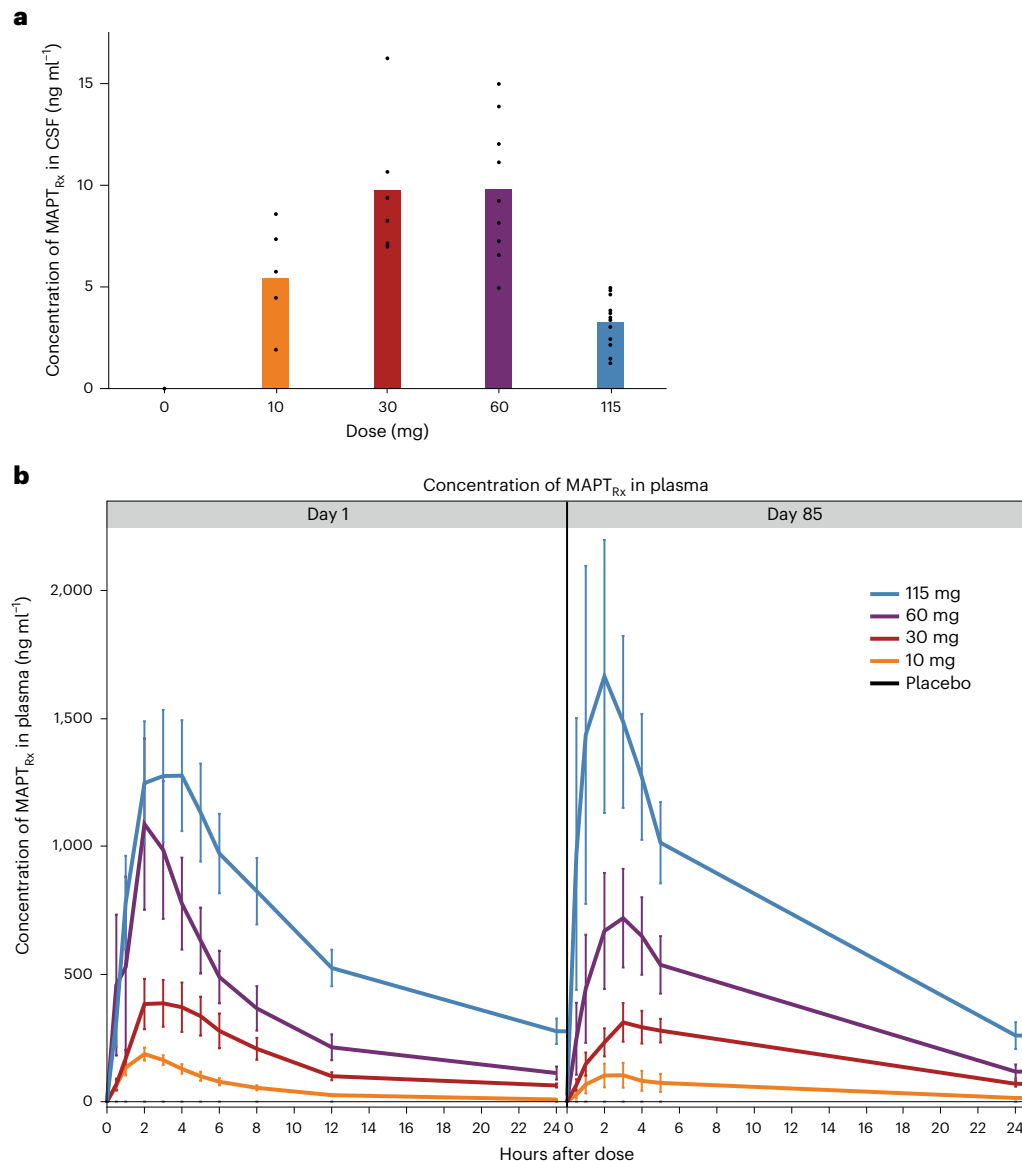 a
Concentration of MAPTRx in CSF (ng ml−1)
15
10
5
0
0 10 30 60 115
Dose (mg)
b
Concentration of MAPTRx in plasma
Day 1 Day 85
Concentration of MAPTRx in plasma (ng ml−1)
2,000
1,500
1,000
500
0
115 mg
60 mg
30 mg
10 mg
Placebo
0 2 4 6 8 10 12 14 16 18 20 22 24 0 2 4 6 8 10 12 14 16 18 20 22 24
Hours after dose